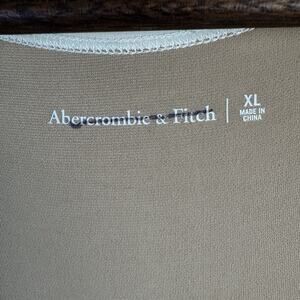 Abercrombie & Fitch
XL
MADE IN
CHINA